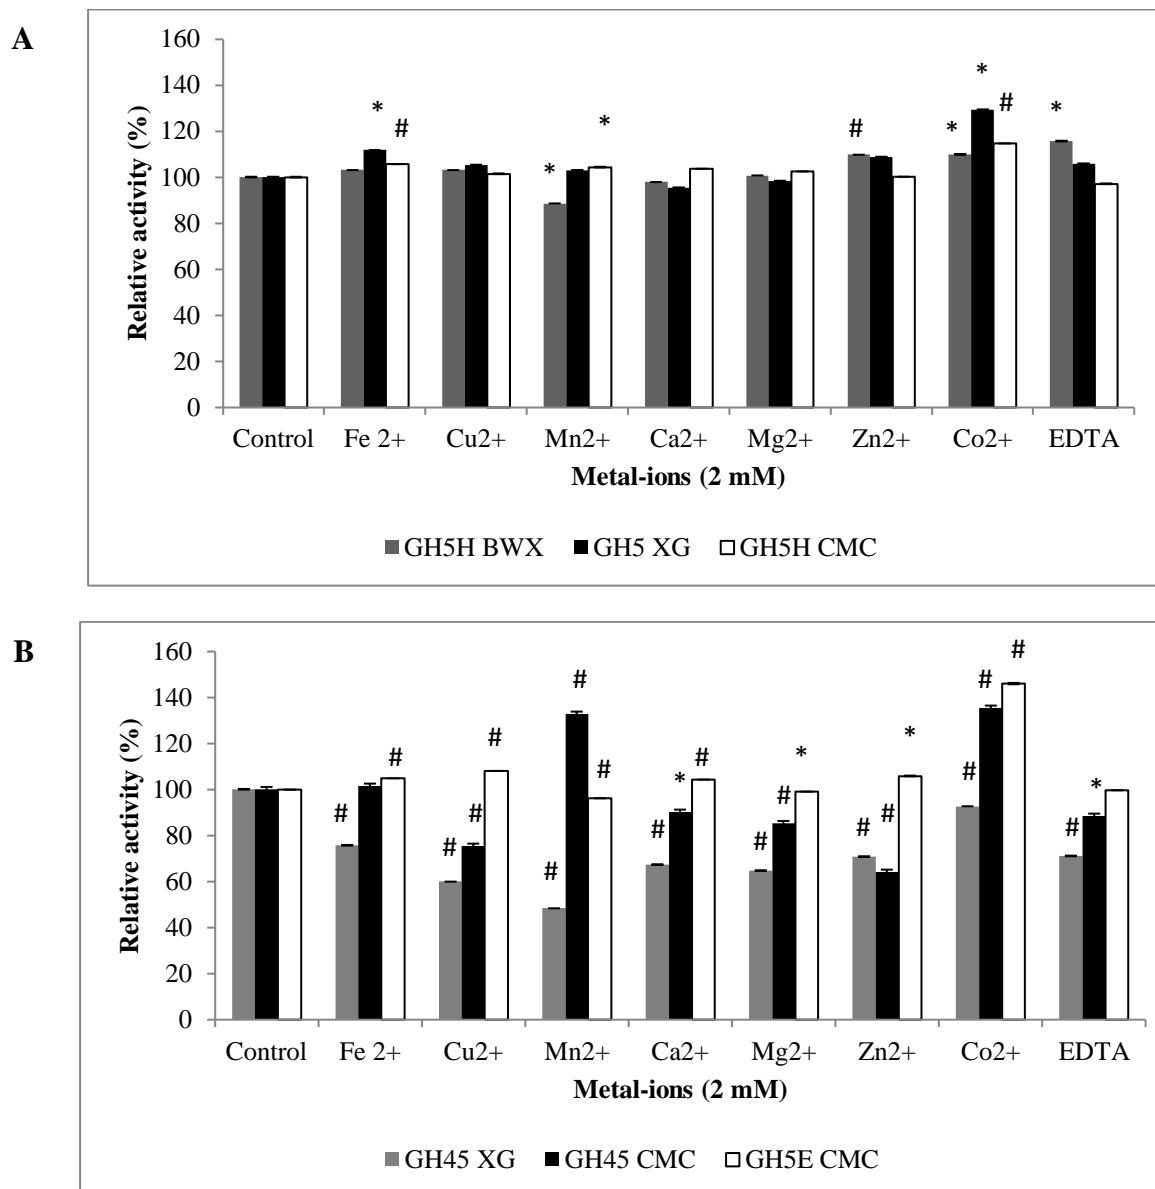 A
160
140
120
100
80
60
40
20
0
Relative activity (%)
* # * * # * * # *
Control Fe 2+ Cu2+ Mn2+ Ca2+ Mg2+ Zn2+ Co2+ EDTA
Metal-ions (2 mM)
GH5H BWX GH5 XG GH5H CMC
B
160
140
120
100
80
60
40
20
0
Relative activity (%)
# # # # # # # # # * # # # * # # * # # # # *
Control Fe 2+ Cu2+ Mn2+ Ca2+ Mg2+ Zn2+ Co2+ EDTA
Metal-ions (2 mM)
GH45 XG GH45 CMC GH5E CMC